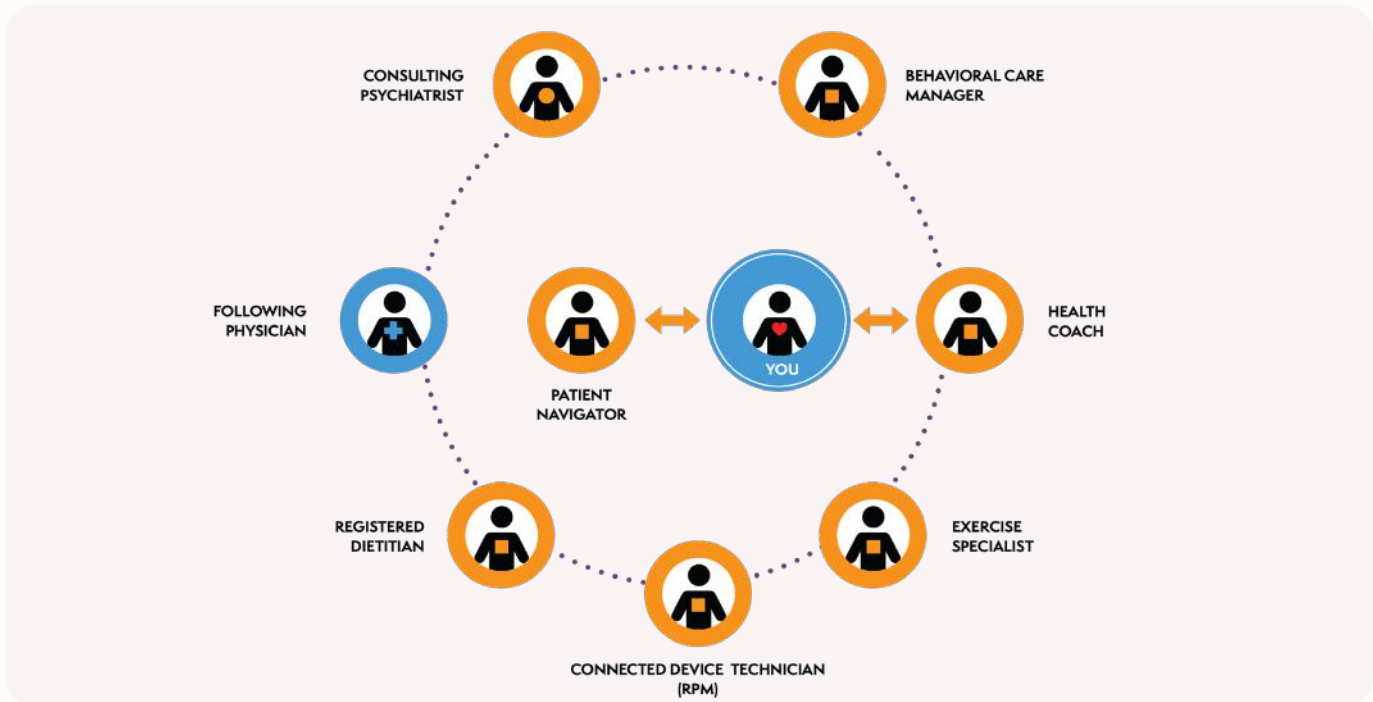 CONSULTING
PSYCHIATRIST
BEHAVIORAL CARE
MANAGER
FOLLOWING
PHYSICIAN
PATIENT
NAVIGATOR
YOU
HEALTH
COACH
REGISTERED
DIETITIAN
EXERCISE
SPECIALIST
CONNECTED DEVICE TECHNICIAN
(RPM)